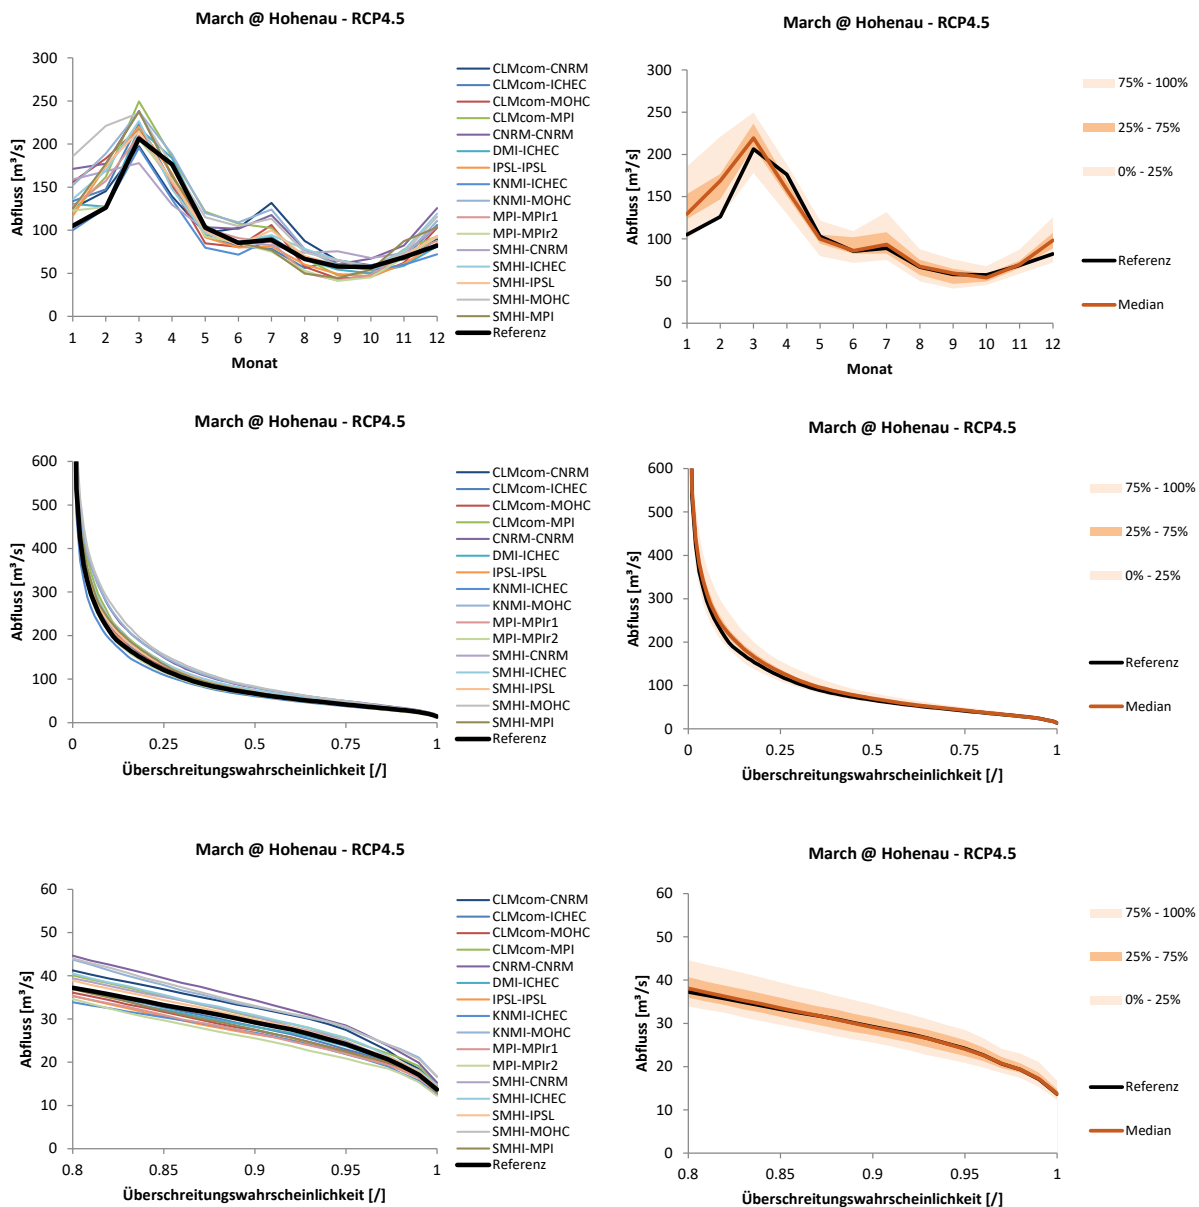 March @ Hohenau - RCP4.5
Abfluss [m³/s]
300
250
200
150
100
50
0
1 2 3 4 5 6 7 8 9 10 11 12
Monat
CLMcom-CNRM
CLMcom-ICHEC
CLMcom-MOHC
CLMcom-MPI
CNRM-CNRM
DMI-ICHEC
IPSL-IPSL
KNMI-ICHEC
KNMI-MOHC
MPI-MPIr1
MPI-MPIr2
SMHI-CNRM
SMHI-ICHEC
SMHI-IPSL
SMHI-MOHC
SMHI-MPI
Referenz
March @ Hohenau - RCP4.5
Abfluss [m³/s]
300
250
200
150
100
50
0
1 2 3 4 5 6 7 8 9 10 11 12
Monat
75% - 100%
25% - 75%
0% - 25%
Referenz
Median
March @ Hohenau - RCP4.5
Abfluss [m³/s]
600
500
400
300
200
100
0
0 0.25 0.5 0.75 1
Überschreitungswahrscheinlichkeit [/]
CLMcom-CNRM
CLMcom-ICHEC
CLMcom-MOHC
CLMcom-MPI
CNRM-CNRM
DMI-ICHEC
IPSL-IPSL
KNMI-ICHEC
KNMI-MOHC
MPI-MPIr1
MPI-MPIr2
SMHI-CNRM
SMHI-ICHEC
SMHI-IPSL
SMHI-MOHC
SMHI-MPI
Referenz
March @ Hohenau - RCP4.5
Abfluss [m³/s]
600
500
400
300
200
100
0
0 0.25 0.5 0.75 1
Überschreitungswahrscheinlichkeit [/]
75% - 100%
25% - 75%
0% - 25%
Referenz
Median
March @ Hohenau - RCP4.5
Abfluss [m³/s]
60
50
40
30
20
10
0
0.8 0.85 0.9 0.95 1
Überschreitungswahrscheinlichkeit [/]
CLMcom-CNRM
CLMcom-ICHEC
CLMcom-MOHC
CLMcom-MPI
CNRM-CNRM
DMI-ICHEC
IPSL-IPSL
KNMI-ICHEC
KNMI-MOHC
MPI-MPIr1
MPI-MPIr2
SMHI-CNRM
SMHI-ICHEC
SMHI-IPSL
SMHI-MOHC
SMHI-MPI
Referenz
March @ Hohenau - RCP4.5
Abfluss [m³/s]
60
50
40
30
20
10
0
0.8 0.85 0.9 0.95 1
Überschreitungswahrscheinlichkeit [/]
75% - 100%
25% - 75%
0% - 25%
Referenz
Median